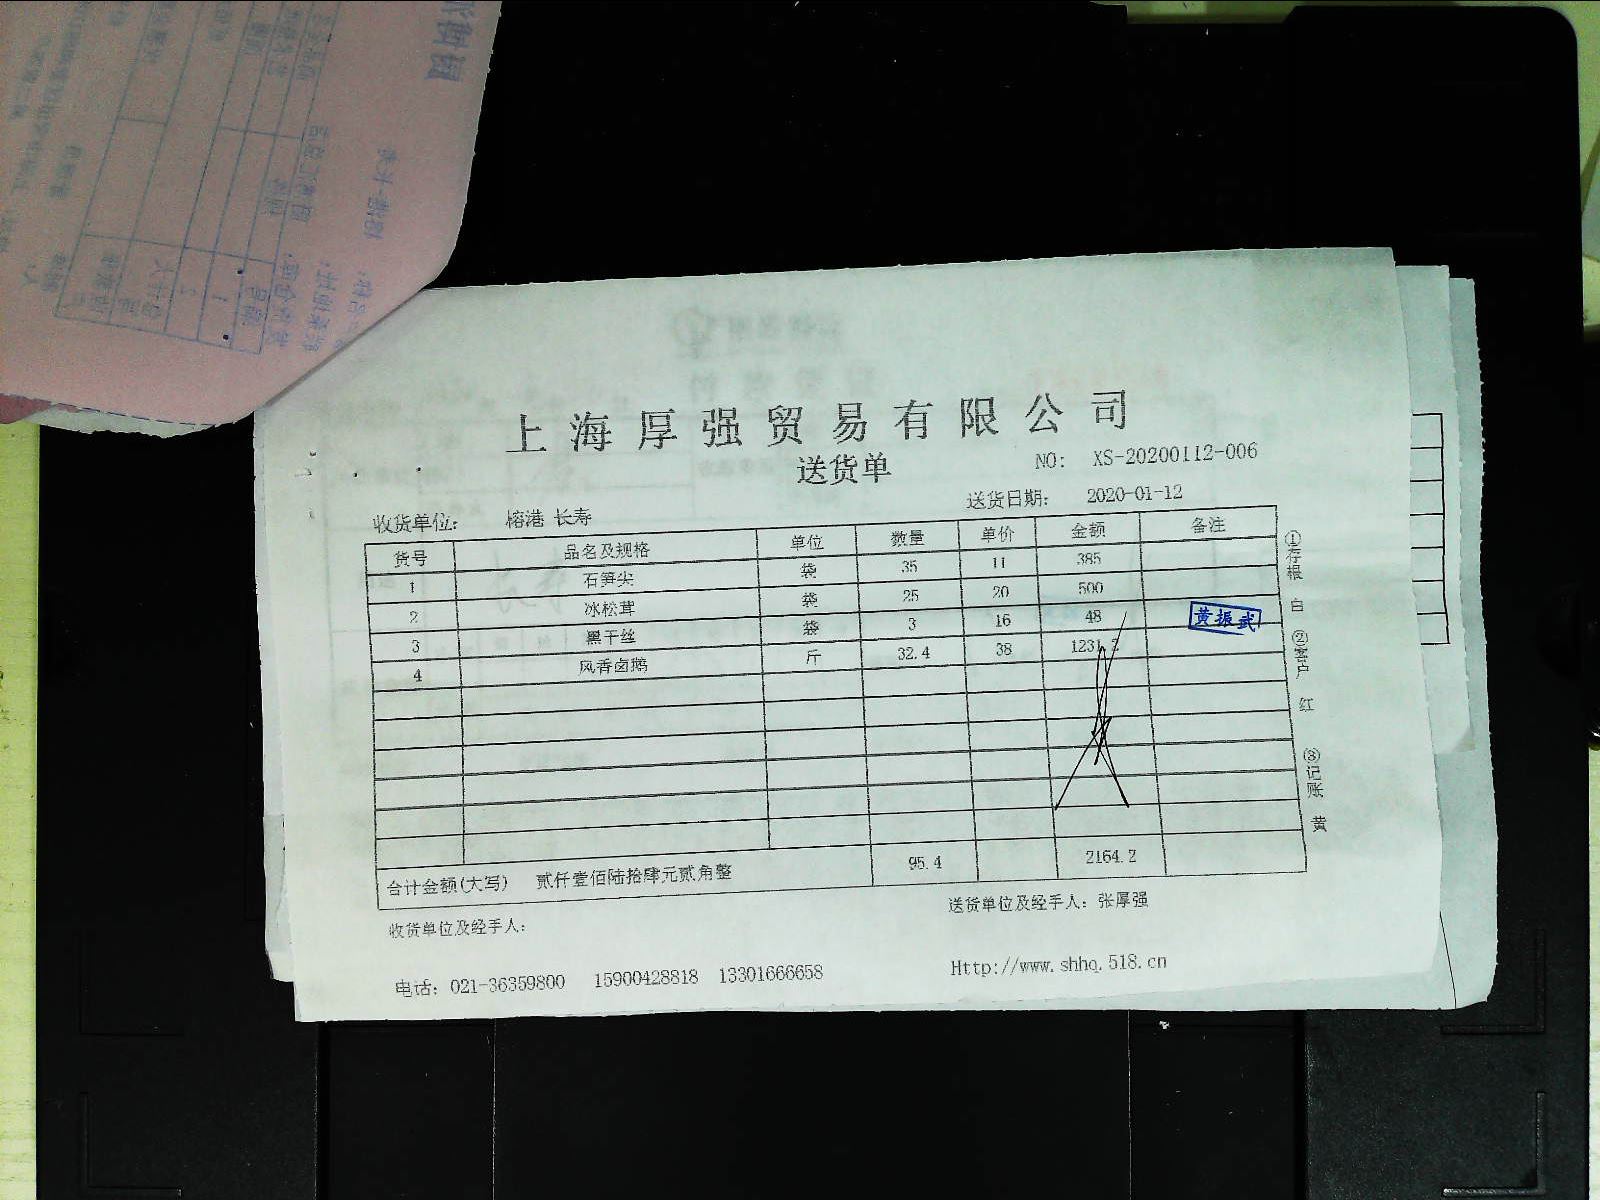 上海厚强贸易有限公司
送货单
NO: XS-20200112-006
送货日期: 2020-01-12
收货单位: 榕港 长寿
货号 品名及规格 单位 数量 单价 金额 备注
1 石笋尖 袋 35 11 385
2 冰松茸 袋 25 20 500
3 黑干丝 袋 3 16 48
4 风香卤鹅 斤 32.4 38 1231.2
黄振武
合计金额(大写) 贰仟壹佰陆拾肆元贰角整 95.4 2164.2
收货单位及经手人:
送货单位及经手人: 张厚强
电话: 021-36359800 15900428818 13301666658
Http://www.shhq.518.cn
①存根 白 ②客户 红 ③记账 黄